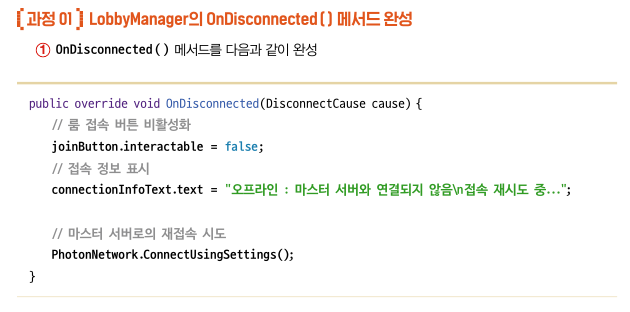 과정 01 LobbyManager의 OnDisconnected() 메서드 완성
① OnDisconnected() 메서드를 다음과 같이 완성
public override void OnDisconnected(DisconnectCause cause) {
// 룸 접속 버튼 비활성화
joinButton.interactable = false;
// 접속 정보 표시
connectionInfoText.text = "오프라인 : 마스터 서버와 연결되지 않음\n접속 재시도 중...";
// 마스터 서버로의 재접속 시도
PhotonNetwork.ConnectUsingSettings();
}